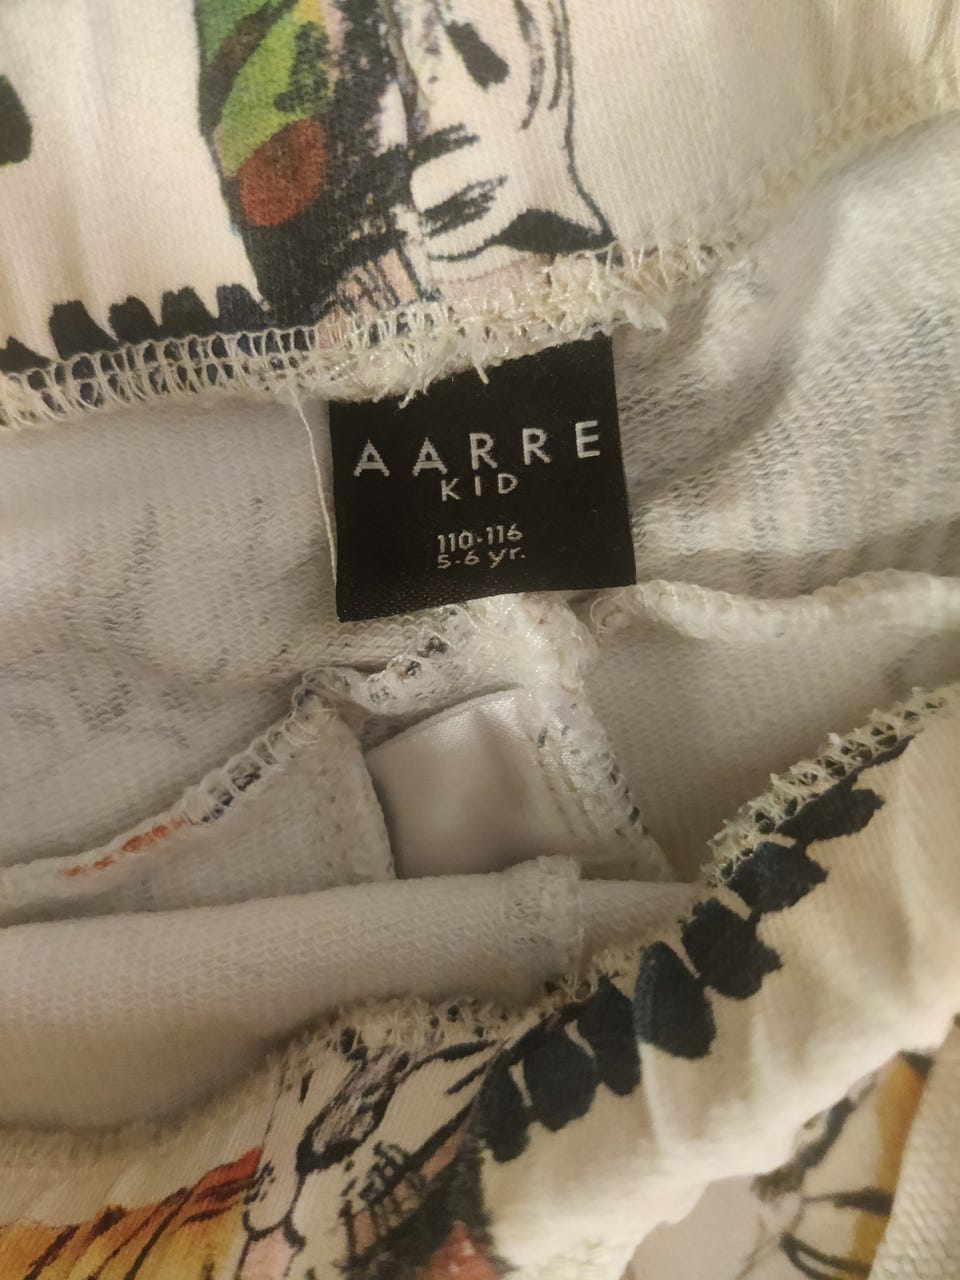 AARRE
KID
110-116
5-6 yr.